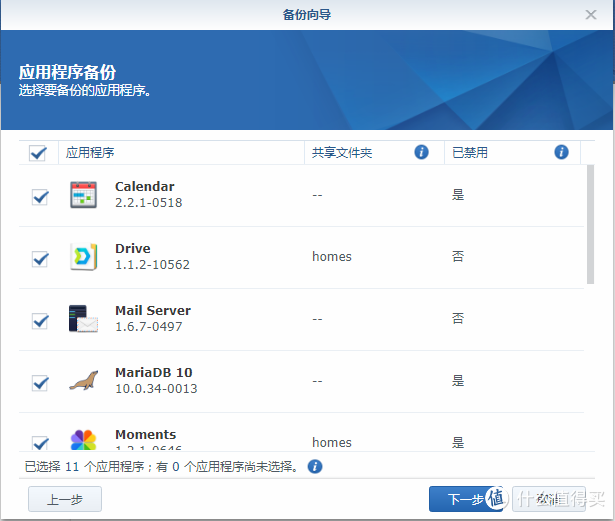 备份向导
应用程序备份
选择要备份的应用程序。
应用程序 共享文件夹 已禁用
Calendar
2.2.1-0518 -- 是
Drive
1.1.2-10562 homes 否
Mail Server
1.6.7-0497 -- 否
MariaDB 10
10.0.34-0013 -- 是
Moments
homes 是
已选择 11 个应用程序；有 0 个应用程序尚未选择。
上一步 下一步 取消
值 什么值得买